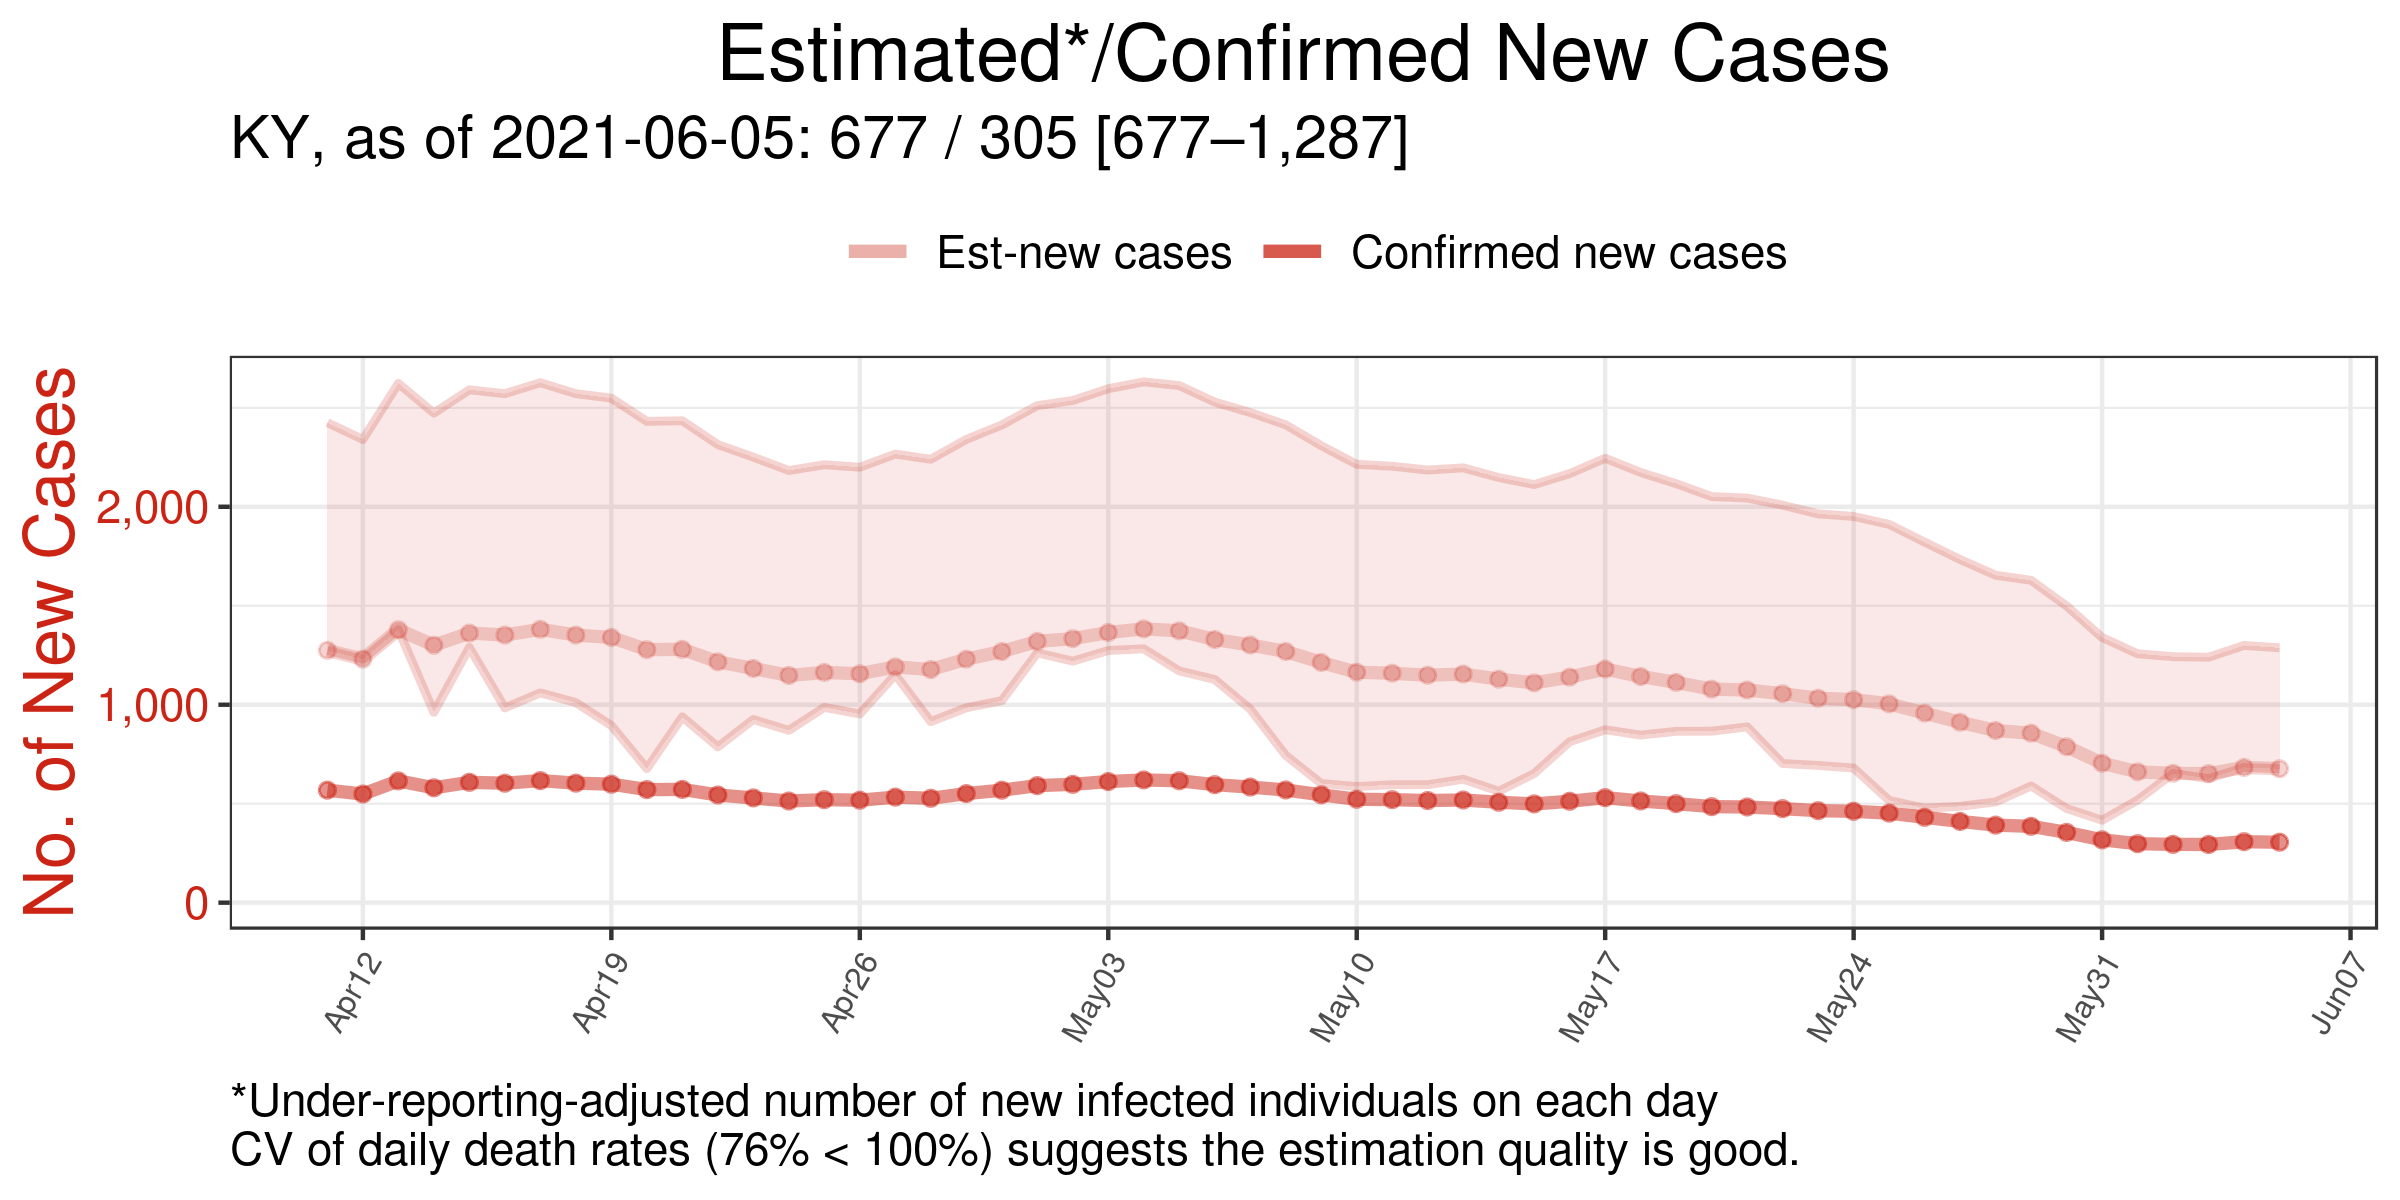 Estimated*/Confirmed New Cases
KY, as of 2021-06-05: 677 / 305 [677–1,287]
Est-new cases
Confirmed new cases
No. of New Cases
2,000
1,000
0
Apr12
Apr19
Apr26
May03
May10
May17
May24
May31
Jun07
*Under-reporting-adjusted number of new infected individuals on each day
CV of daily death rates (76% < 100%) suggests the estimation quality is good.